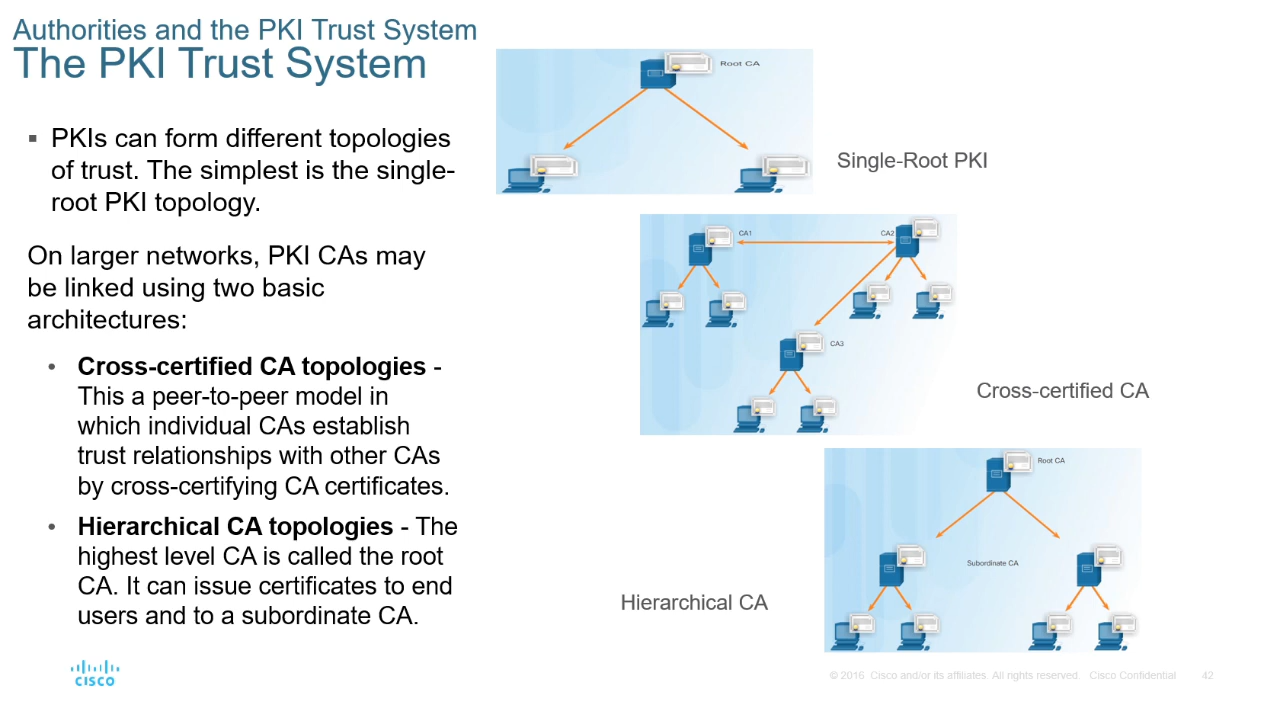 Authorities and the PKI Trust System
The PKI Trust System
▪ PKIs can form different topologies
of trust. The simplest is the single-
root PKI topology.
On larger networks, PKI CAs may
be linked using two basic
architectures:
• Cross-certified CA topologies -
This a peer-to-peer model in
which individual CAs establish
trust relationships with other CAs
by cross-certifying CA certificates.
• Hierarchical CA topologies - The
highest level CA is called the root
CA. It can issue certificates to end
users and to a subordinate CA.
Root CA
Single-Root PKI
CA1
CA2
CA3
Cross-certified CA
Root CA
Subordinate CA
Hierarchical CA
CISCO
© 2016 Cisco and/or its affiliates. All rights reserved. Cisco Confidential 42